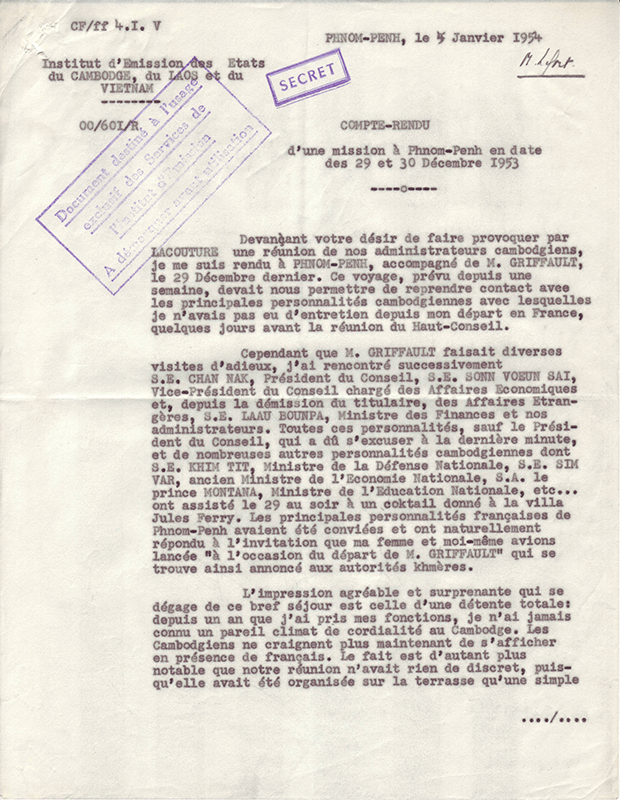 CF/ff 4.I. V
PHNOM-PENH, le 5 Janvier 1954
Institut d'Emission des Etats
du CAMBODGE, du LAOS et du
VIETNAM
SECRET
00/60I/R.
Document destiné à l'usage
exclusif des Services de
l'Institut d'Emission
A démarquer avant utilisation
COMPTE-RENDU
d'une mission à Phnom-Penh en date
des 29 et 30 Décembre 1953
----o----
Devançant votre désir de faire provoquer par
LACOUTURE une réunion de nos administrateurs cambodgiens,
je me suis rendu à PHNOM-PENH, accompagné de M. GRIFFAULT,
le 29 Décembre dernier. Ce voyage, prévu depuis une
semaine, devait nous permettre de reprendre contact avec
les principales personnalités cambodgiennes avec lesquelles
je n'avais pas eu d'entretien depuis mon départ en France,
quelques jours avant la réunion du Haut-Conseil.
Cependant que M. GRIFFAULT faisait diverses
visites d'adieux, j'ai rencontré successivement
S.E. CHAN NAK, Président du Conseil, S.E. SONN VOEUN SAI,
Vice-Président du Conseil chargé des Affaires Economiques
et, depuis la démission du titulaire, des Affaires Etran-
gères, S.E. LAAU BOUNPA, Ministre des Finances et nos
administrateurs. Toutes ces personnalités, sauf le Prési-
dent du Conseil, qui a dû s'excuser à la dernière minute,
et de nombreuses autres personnalités cambodgiennes dont
S.E. KHIM TIT, Ministre de la Défense Nationale, S.E. SIM
VAR, ancien Ministre de l'Economie Nationale, S.A. le
prince MONTANA, Ministre de l'Education Nationale, etc...
ont assisté le 29 au soir à un coktail donné à la villa
Jules Ferry. Les principales personnalités françaises de
Phnom-Penh avaient été conviées et ont naturellement
répondu à l'invitation que ma femme et moi-même avions
lancée "à l'occasion du départ de M. GRIFFAULT" qui se
trouve ainsi annoncé aux autorités khmères.
L'impression agréable et surprenante qui se
dégage de ce bref séjour est celle d'une détente totale:
depuis un an que j'ai pris mes fonctions, je n'ai jamais
connu un pareil climat de cordialité au Cambodge. Les
Cambodgiens ne craignent plus maintenant de s'afficher
en présence de français. Le fait est d'autant plus
notable que notre réunion n'avait rien de discret, puis-
qu'elle avait été organisée sur la terrasse qu'une simple
..../....